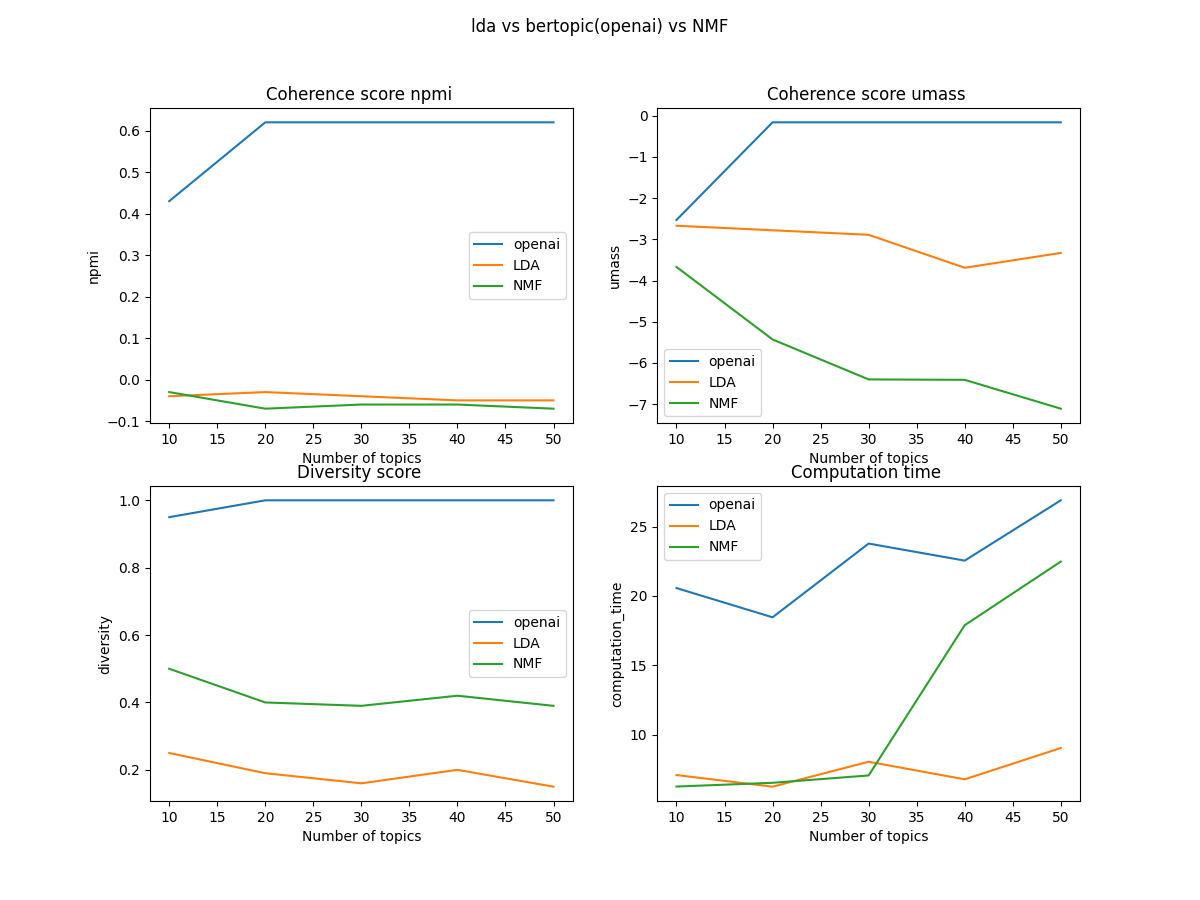 lda vs bertopic(openai) vs NMF
Coherence score npmi
0.6
0.5
0.4
0.3
0.2
0.1
0.0
−0.1
npmi
openai
LDA
NMF
10 15 20 25 30 35 40 45 50
Number of topics
Coherence score umass
0
−1
−2
−3
−4
−5
−6
−7
umass
openai
LDA
NMF
10 15 20 25 30 35 40 45 50
Number of topics
Diversity score
1.0
0.8
0.6
0.4
0.2
diversity
openai
LDA
NMF
10 15 20 25 30 35 40 45 50
Number of topics
Computation time
25
20
15
10
computation_time
openai
LDA
NMF
10 15 20 25 30 35 40 45 50
Number of topics